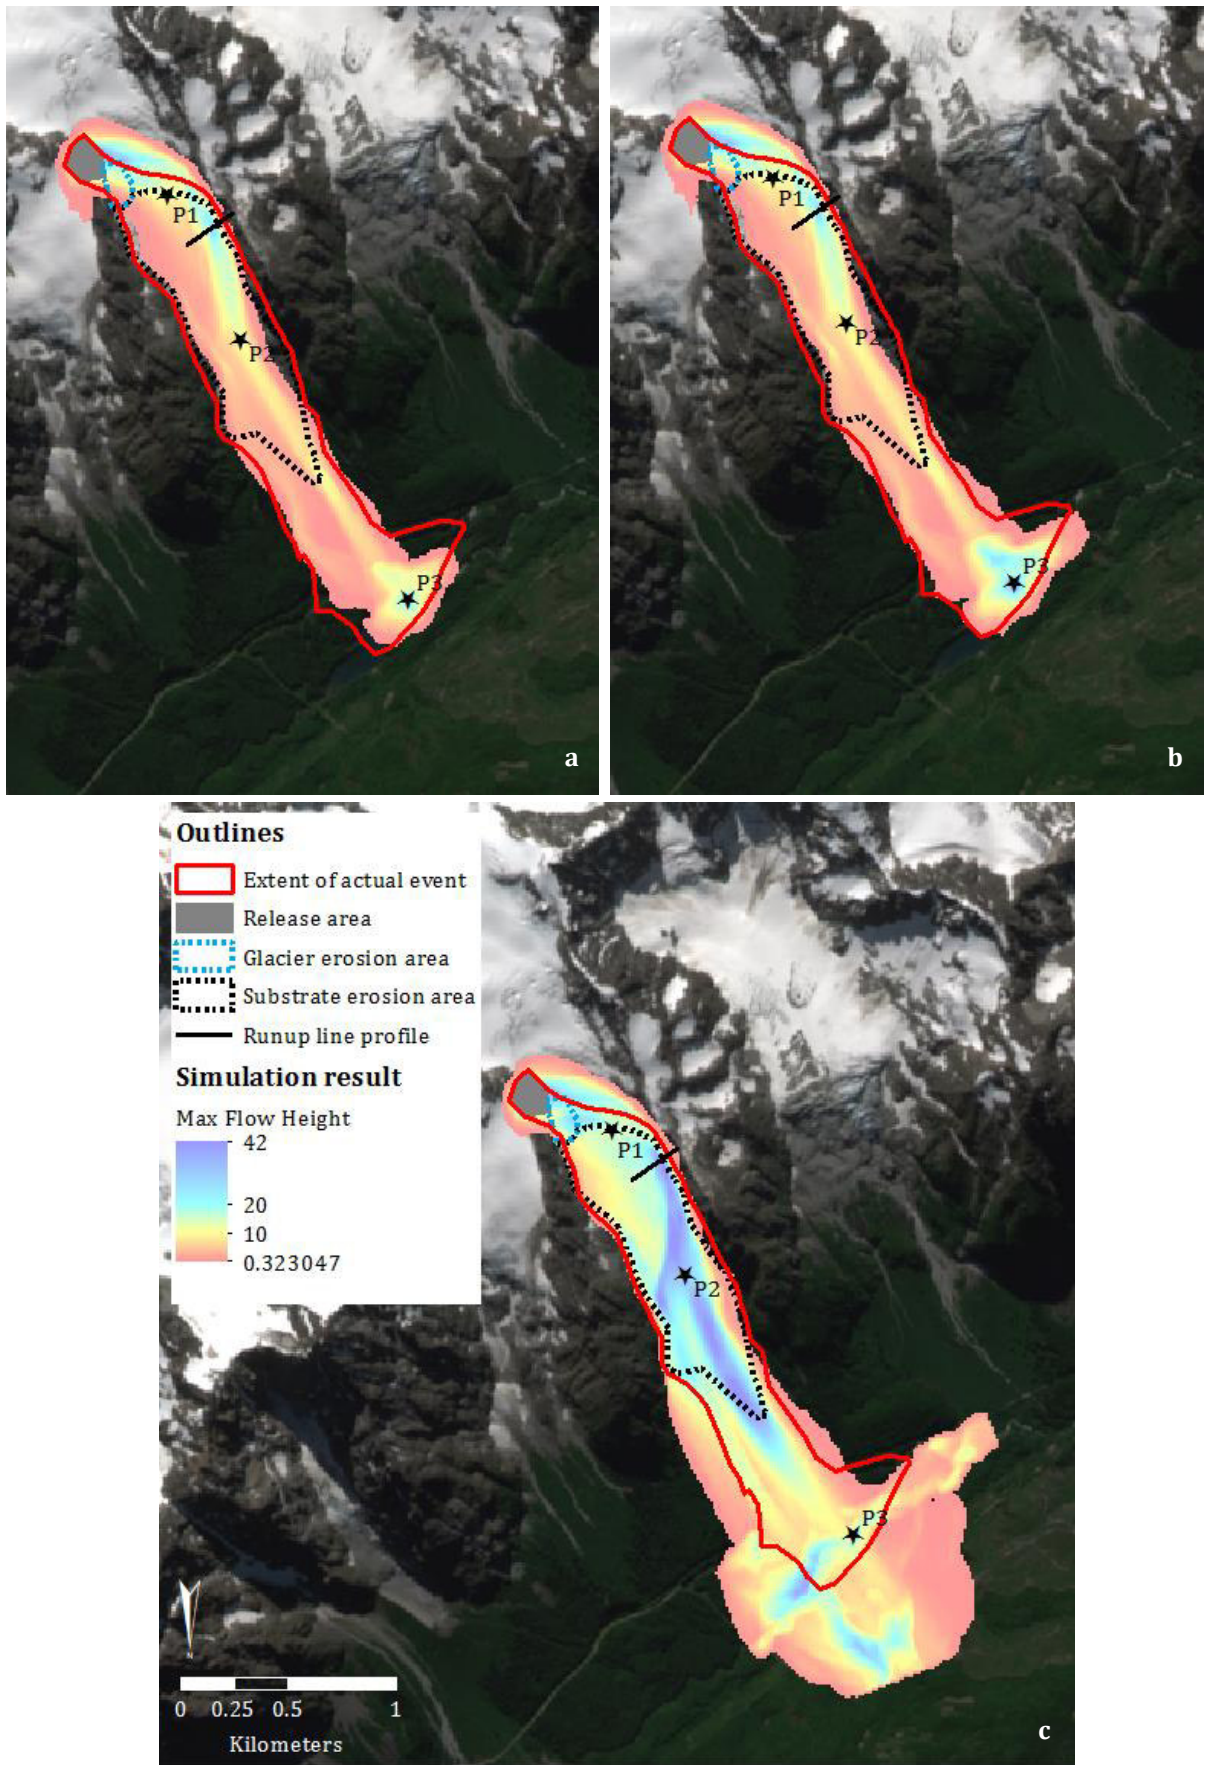 P1
P2
P3
a
P1
P2
P3
b
Outlines
Extent of actual event
Release area
Glacier erosion area
Substrate erosion area
Runup line profile
Simulation result
Max Flow Height
42
20
10
0.323047
P1
P2
P3
N
0 0.25 0.5 1
Kilometers
c